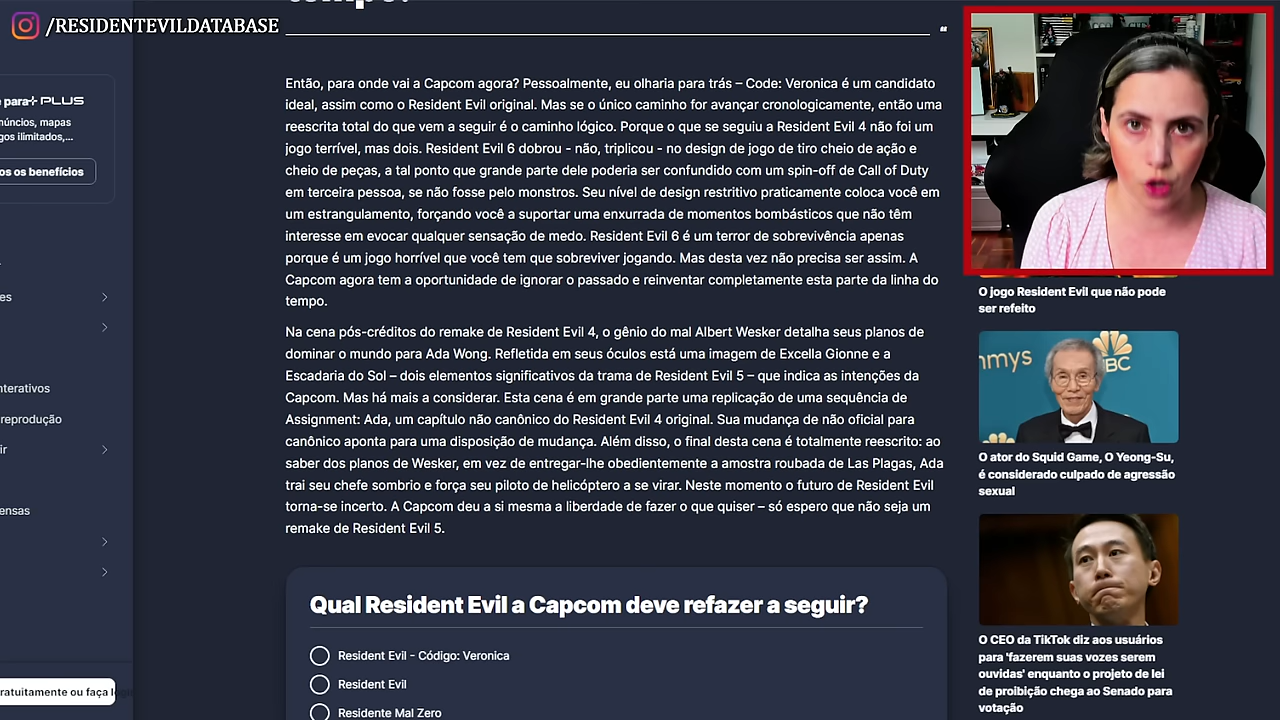 /RESIDENTEVILDATABASE
para PLUS
núncios, mapas
gos ilimitados,...
os os benefícios
es
nterativos
reprodução
ir
ensas
ratuitamente ou faça
“
Então, para onde vai a Capcom agora? Pessoalmente, eu olharia para trás – Code: Veronica é um candidato
ideal, assim como o Resident Evil original. Mas se o único caminho for avançar cronologicamente, então uma
reescrita total do que vem a seguir é o caminho lógico. Porque o que se seguiu a Resident Evil 4 não foi um
jogo terrível, mas dois. Resident Evil 6 dobrou - não, triplicou - no design de jogo de tiro cheio de ação e
cheio de peças, a tal ponto que grande parte dele poderia ser confundido com um spin-off de Call of Duty
em terceira pessoa, se não fosse pelo monstros. Seu nível de design restritivo praticamente coloca você em
um estrangulamento, forçando você a suportar uma enxurrada de momentos bombásticos que não têm
interesse em evocar qualquer sensação de medo. Resident Evil 6 é um terror de sobrevivência apenas
porque é um jogo horrível que você tem que sobreviver jogando. Mas desta vez não precisa ser assim. A
Capcom agora tem a oportunidade de ignorar o passado e reinventar completamente esta parte da linha do
tempo.
Na cena pós-créditos do remake de Resident Evil 4, o gênio do mal Albert Wesker detalha seus planos de
dominar o mundo para Ada Wong. Refletida em seus óculos está uma imagem de Excella Gionne e a
Escadaria do Sol – dois elementos significativos da trama de Resident Evil 5 – que indica as intenções da
Capcom. Mas há mais a considerar. Esta cena é em grande parte uma replicação de uma sequência de
Assignment: Ada, um capítulo não canônico do Resident Evil 4 original. Sua mudança de não oficial para
canônico aponta para uma disposição de mudança. Além disso, o final desta cena é totalmente reescrito: ao
saber dos planos de Wesker, em vez de entregar-lhe obedientemente a amostra roubada de Las Plagas, Ada
trai seu chefe sombrio e força seu piloto de helicóptero a se virar. Neste momento o futuro de Resident Evil
torna-se incerto. A Capcom deu a si mesma a liberdade de fazer o que quiser – só espero que não seja um
remake de Resident Evil 5.
Qual Resident Evil a Capcom deve refazer a seguir?
Resident Evil - Código: Veronica
Resident Evil
Residente Mal Zero
O jogo Resident Evil que não pode
ser refeito
mmys
BC
O ator do Squid Game, O Yeong-Su,
é considerado culpado de agressão
sexual
O CEO da TikTok diz aos usuários
para 'fazerem suas vozes serem
ouvidas' enquanto o projeto de lei
de proibição chega ao Senado para
votação